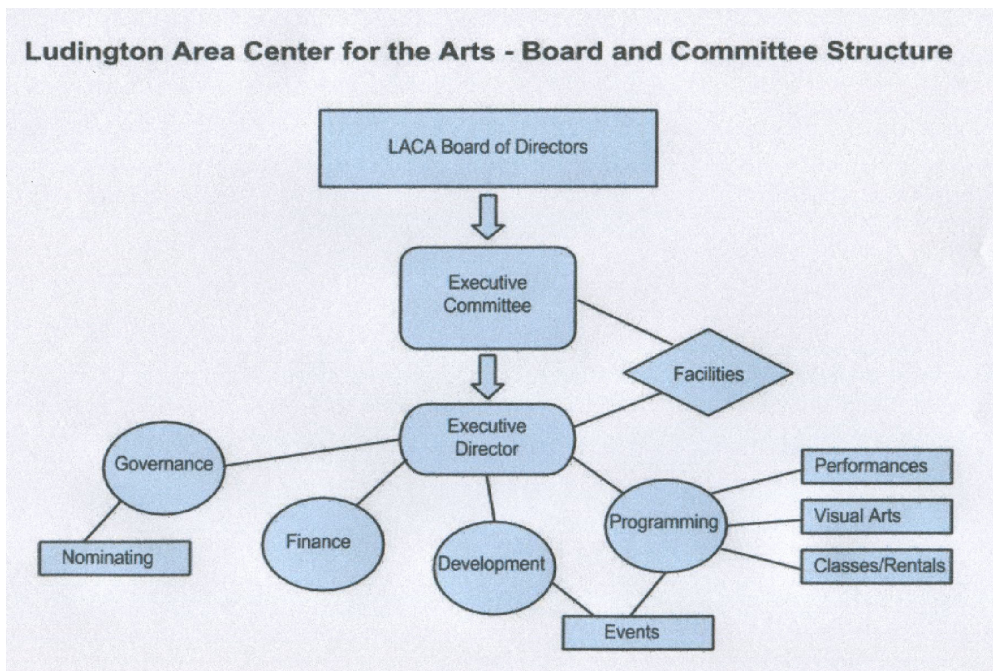 Ludington Area Center for the Arts - Board and Committee Structure
LACA Board of Directors
Executive
Committee
Facilities
Executive
Director
Governance
Performances
Programming
Visual Arts
Finance
Nominating
Development
Classes/Rentals
Events